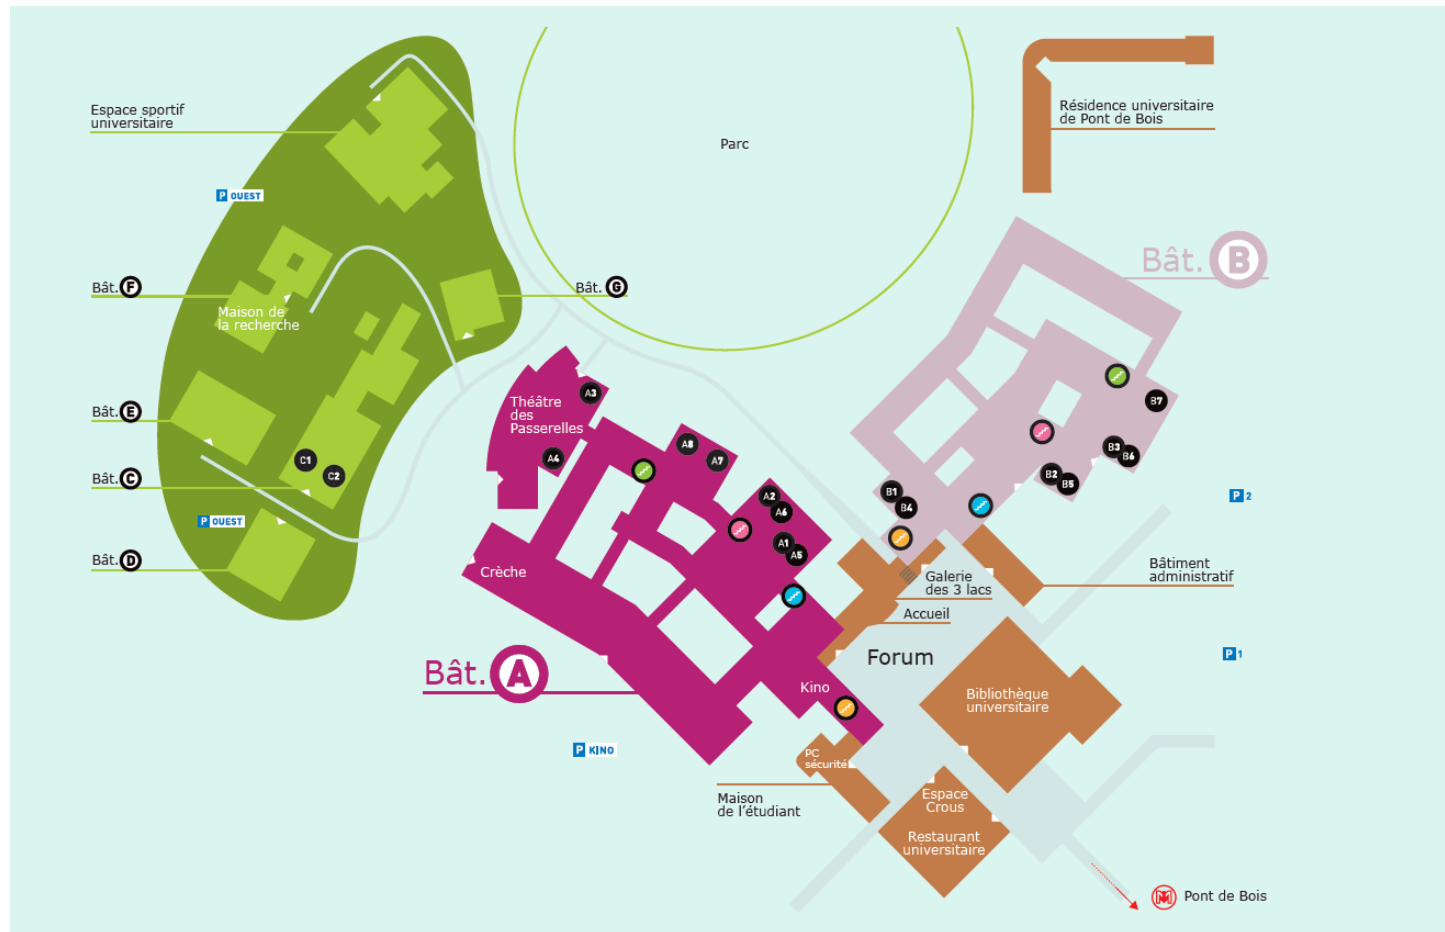 Espace sportif
universitaire
Parc
Résidence universitaire
de Pont de Bois
P OUEST
Bât. B
Bât. F
Bât. G
Maison de
la recherche
Bât. E
Théâtre
des
Passerelles
A3
A4
A8
A7
B7
B3
B6
B2
B5
B1
B4
C1
C2
Bât. C
A2
A6
A1
A5
P 2
P OUEST
Bât. D
Crèche
Galerie
des 3 lacs
Bâtiment
administratif
Accueil
Forum
P 1
Bât. A
Kino
Bibliothèque
universitaire
P KINO
PC
sécurité
Maison
de l'étudiant
Espace
Crous
Restaurant
universitaire
M Pont de Bois